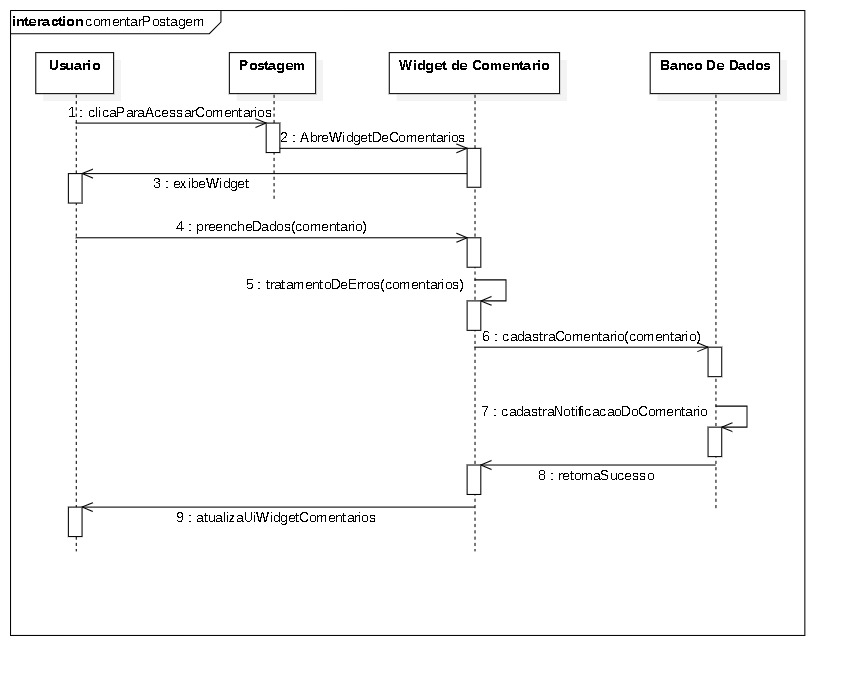 interaction comentarPostagem
Usuario
Postagem
Widget de Comentario
Banco De Dados
1 : clicaParaAcessarComentarios
2 : AbreWidgetDeComentarios
3 : exibeWidget
4 : preencheDados(comentario)
5 : tratamentoDeErros(comentarios)
6 : cadastraComentario(comentario)
7 : cadastraNotificacaoDoComentario
8 : retornaSucesso
9 : atualizaUiWidgetComentarios